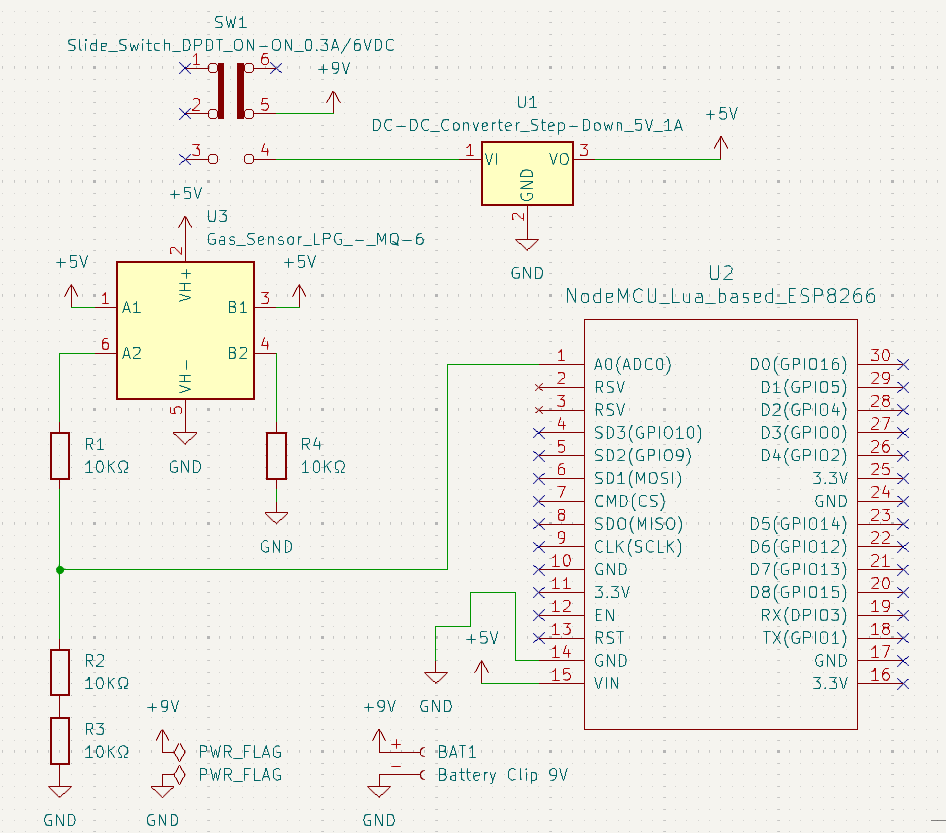 SW1
Slide_Switch_DPDT_ON-ON_0.3A/6VDC
1
6
+9V
2
5
3
4
U1
DC-DC_Converter_Step-Down_5V_1A
+5V
1
VI
VO
3
GND
2
GND
+5V
U3
Gas_Sensor_LPG_-_MQ-6
2
+5V
+5V
VH+
1
A1
B1
3
6
A2
B2
4
VH-
5
GND
R1
10KΩ
R4
10KΩ
GND
U2
NodeMCU_Lua_based_ESP8266
1 A0(ADC0) D0(GPIO16) 30
2 RSV D1(GPIO5) 29
3 RSV D2(GPIO4) 28
4 SD3(GPIO10) D3(GPIO0) 27
5 SD2(GPIO9) D4(GPIO2) 26
6 SD1(MOSI) 3.3V 25
7 CMD(CS) GND 24
8 SDO(MISO) D5(GPIO14) 23
9 CLK(SCLK) D6(GPIO12) 22
10 GND D7(GPIO13) 21
11 3.3V D8(GPIO15) 20
12 EN RX(DPIO3) 19
13 RST TX(GPIO1) 18
14 GND GND 17
15 VIN 3.3V 16
+5V
GND
R2
10KΩ
R3
10KΩ
GND
+9V
PWR_FLAG
PWR_FLAG
GND
+9V
+ BAT1
- Battery Clip 9V
GND